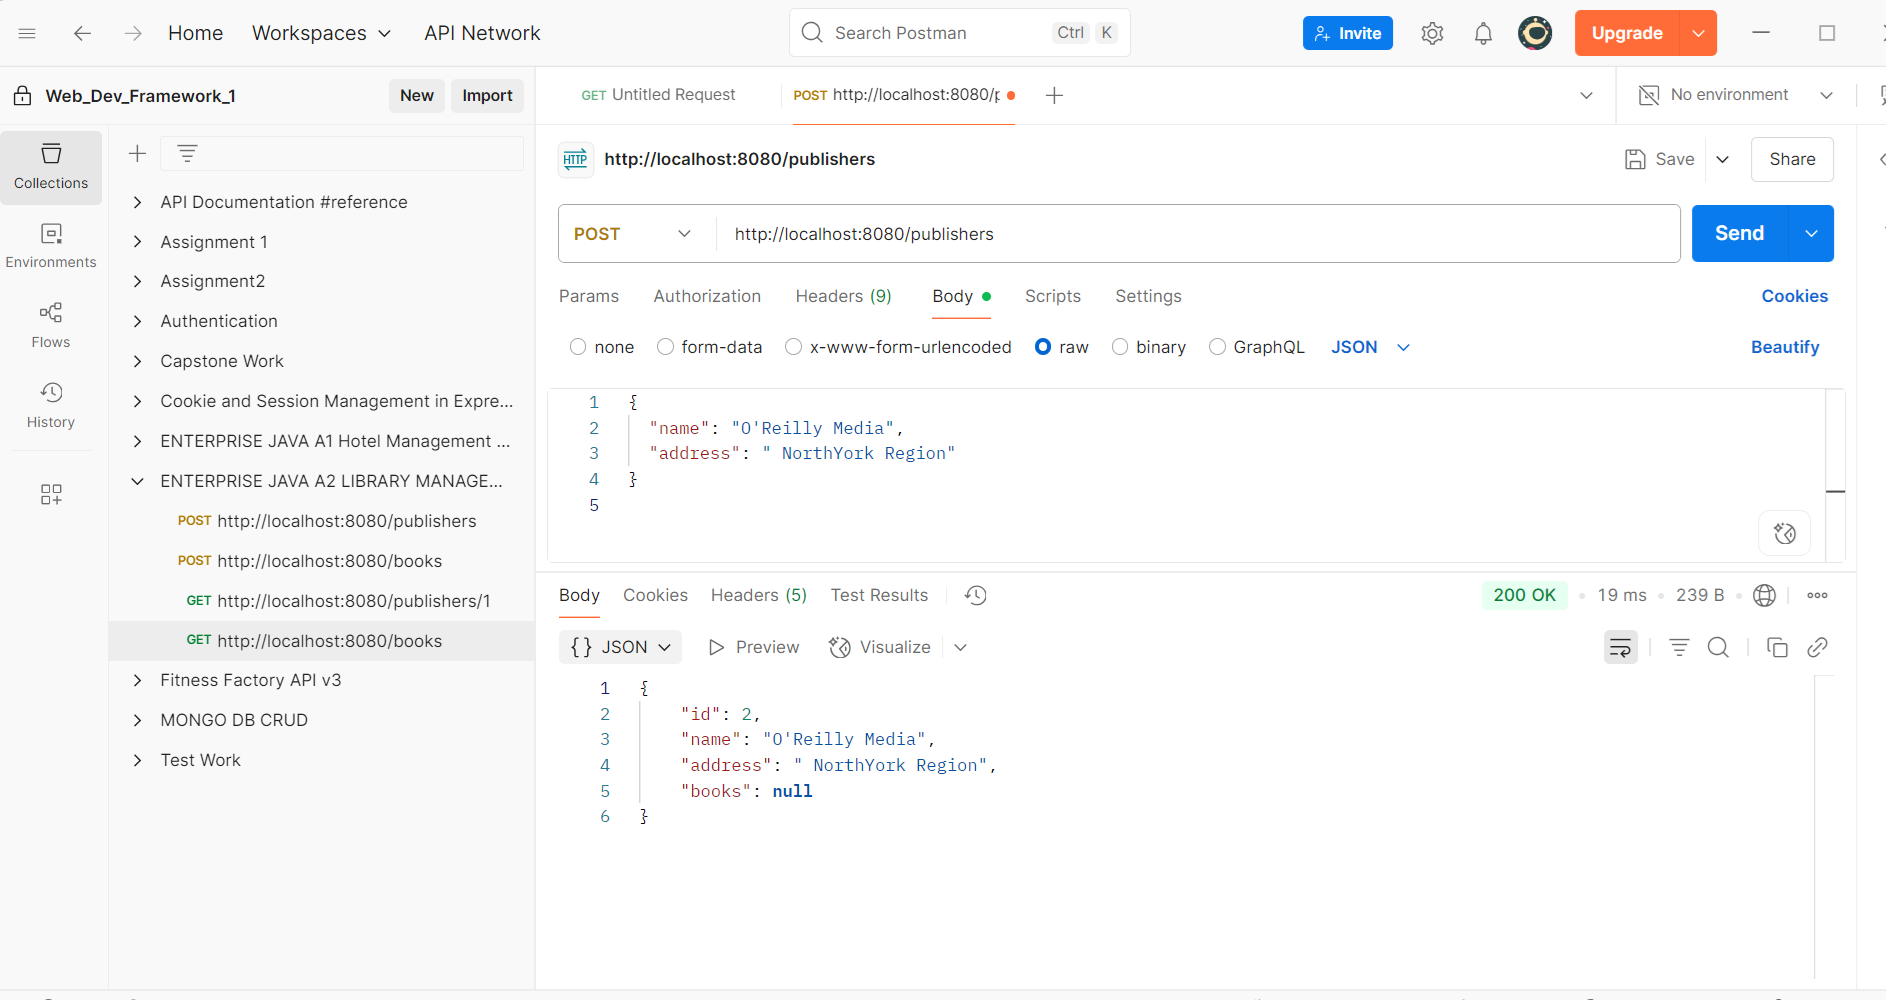 Home
Workspaces
API Network
Search Postman
Ctrl K
Invite
Upgrade
Web_Dev_Framework_1
New
Import
GET Untitled Request
POST http://localhost:8080/p
No environment
Collections
Environments
Flows
History
API Documentation #reference
Assignment 1
Assignment2
Authentication
Capstone Work
Cookie and Session Management in Expre...
ENTERPRISE JAVA A1 Hotel Management ...
ENTERPRISE JAVA A2 LIBRARY MANAGE...
POST http://localhost:8080/publishers
POST http://localhost:8080/books
GET http://localhost:8080/publishers/1
GET http://localhost:8080/books
Fitness Factory API v3
MONGO DB CRUD
Test Work
HTTP http://localhost:8080/publishers
Save
Share
POST http://localhost:8080/publishers
Send
Params Authorization Headers (9) Body Scripts Settings
Cookies
none form-data x-www-form-urlencoded raw binary GraphQL JSON
Beautify
1 {
2 "name": "O'Reilly Media",
3 "address": " NorthYork Region"
4 }
5
Body Cookies Headers (5) Test Results
200 OK 19 ms 239 B
{} JSON Preview Visualize
1 {
2 "id": 2,
3 "name": "O'Reilly Media",
4 "address": " NorthYork Region",
5 "books": null
6 }